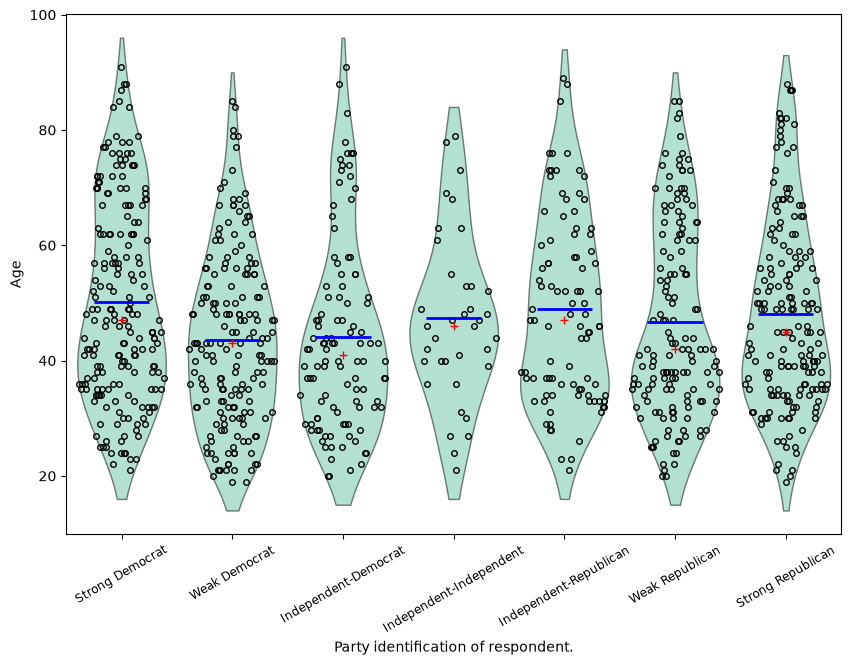 100
80
60
40
20
Age
Strong Democrat
Weak Democrat
Independent-Democrat
Independent-Independent
Independent-Republican
Weak Republican
Strong Republican
Party identification of respondent.